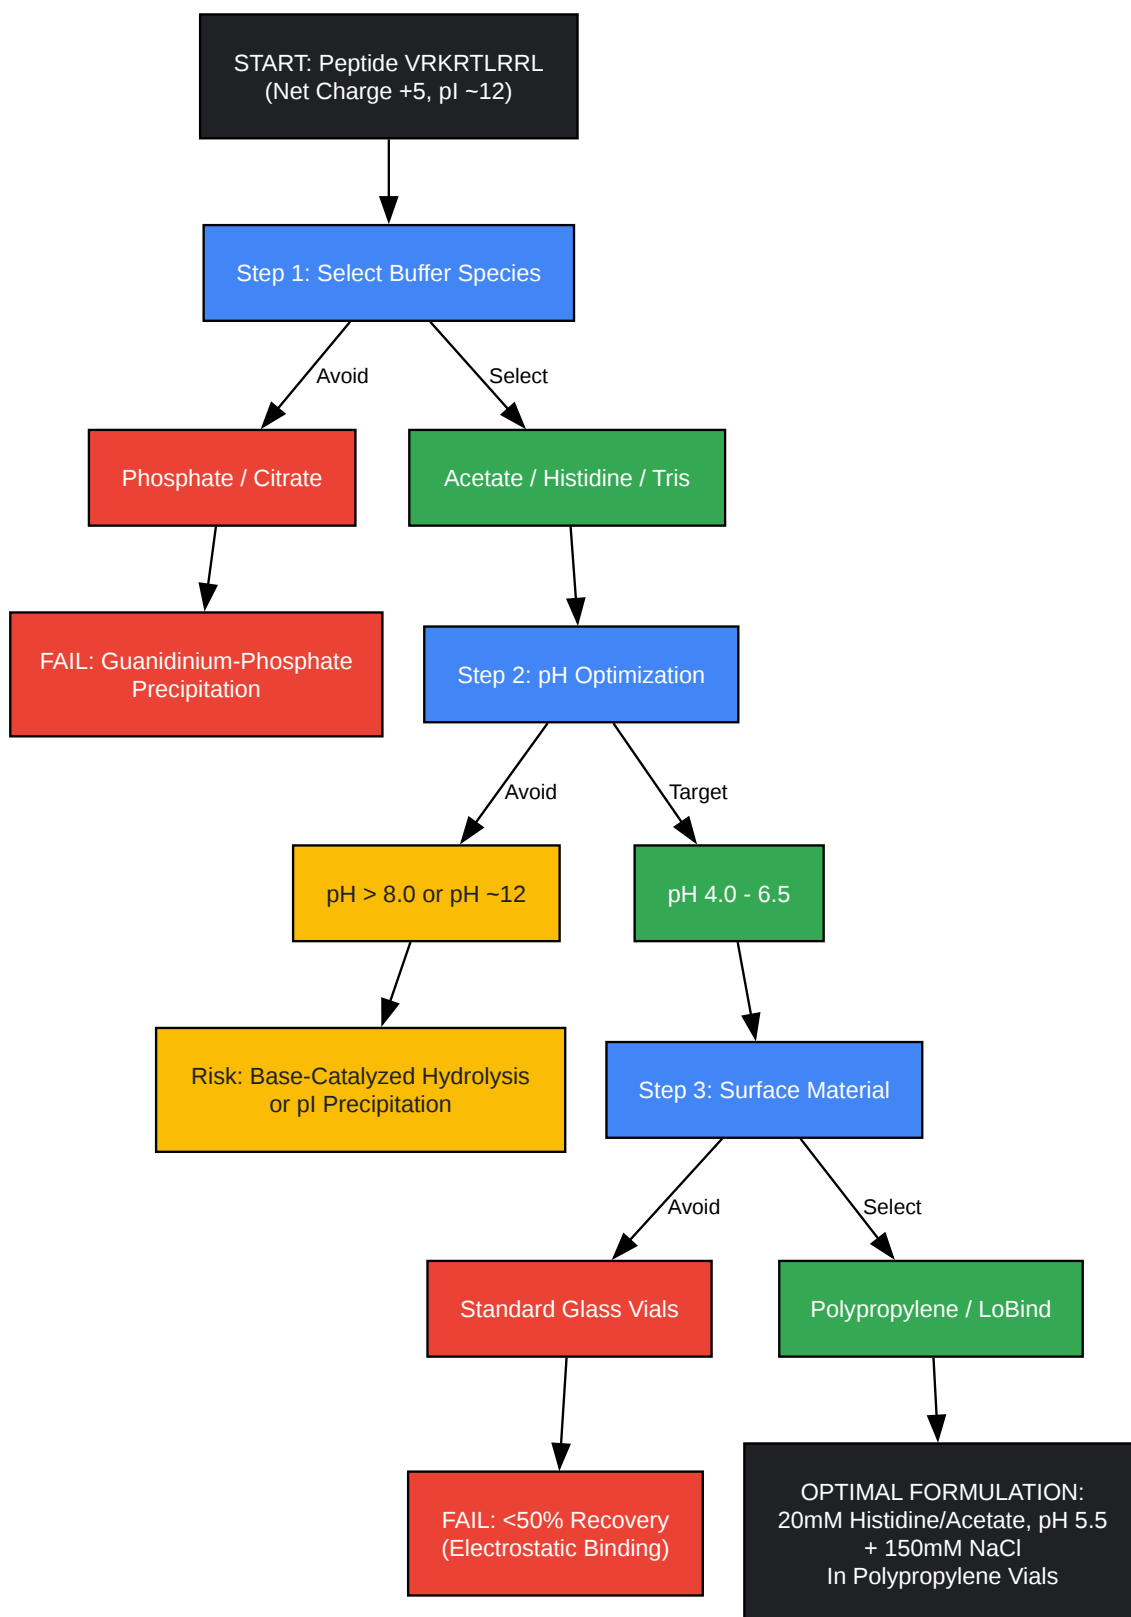 START: Peptide VRKRTLRRL
(Net Charge +5, pI ~12)
Step 1: Select Buffer Species
Avoid
Select
Phosphate / Citrate
Acetate / Histidine / Tris
FAIL: Guanidinium-Phosphate
Precipitation
Step 2: pH Optimization
Avoid
Target
pH > 8.0 or pH ~12
pH 4.0 - 6.5
Risk: Base-Catalyzed Hydrolysis
or pI Precipitation
Step 3: Surface Material
Avoid
Select
Standard Glass Vials
Polypropylene / LoBind
FAIL: <50% Recovery
(Electrostatic Binding)
OPTIMAL FORMULATION:
20mM Histidine/Acetate, pH 5.5
+ 150mM NaCl
In Polypropylene Vials